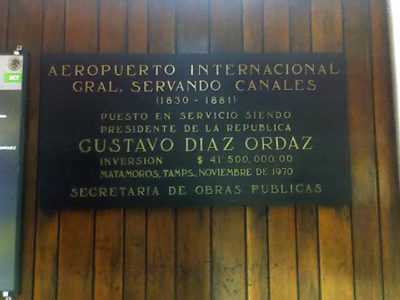 AEROPUERTO INTERNACIONAL
GRAL. SERVANDO CANALES
(1830 - 1881)
PUESTO EN SERVICIO SIENDO
PRESIDENTE DE LA REPUBLICA
GUSTAVO DIAZ ORDAZ
INVERSION $ 41 500,000.00
MATAMOROS, TAMPS., NOVIEMBRE DE 1970
SECRETARIA DE OBRAS PUBLICAS
SCT